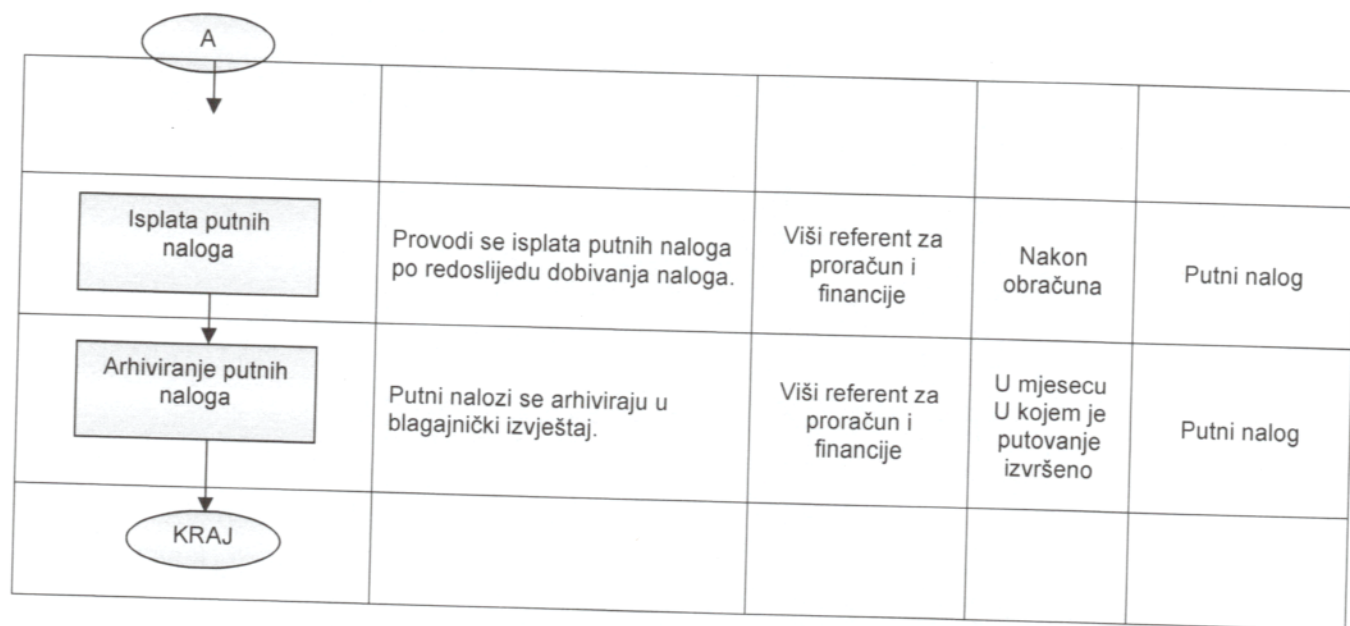 A
Isplata putnih
naloga
Provodi se isplata putnih naloga
po redoslijedu dobivanja naloga.
Viši referent za
proračun i
financije
Nakon
obračuna
Putni nalog
Arhiviranje putnih
naloga
Putni nalozi se arhiviraju u
blagajnički izvještaj.
Viši referent za
proračun i
financije
U mjesecu
U kojem je
putovanje
izvršeno
Putni nalog
KRAJ